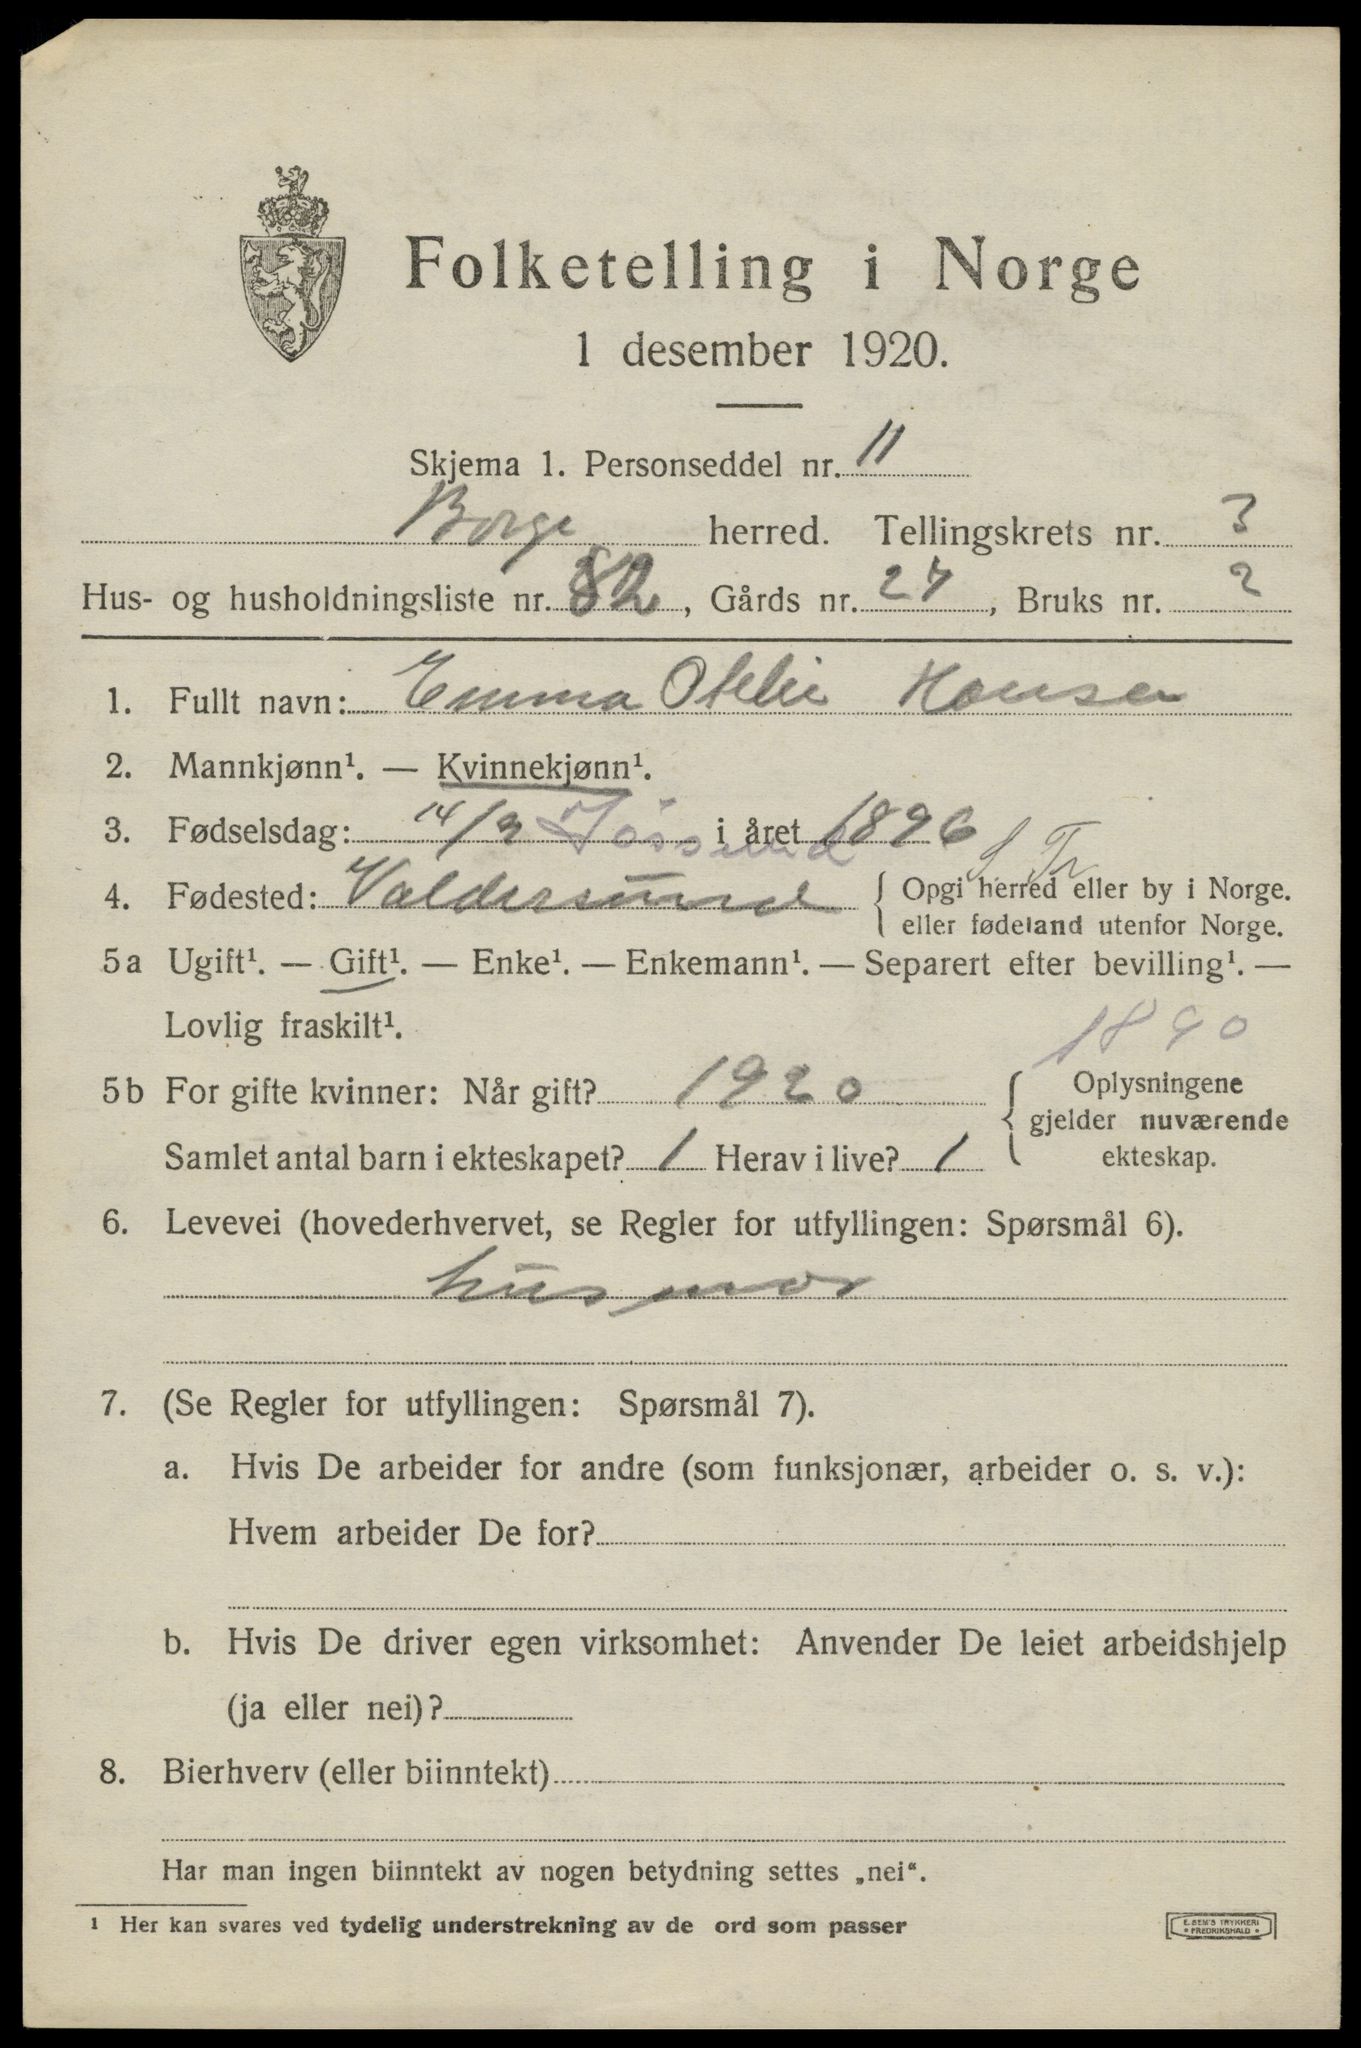 Folketelling i Norge
1 desember 1920.
Skjema 1. Personseddel nr. 11
Borge herred. Tellingskrets nr. 3
Hus- og husholdningsliste nr. 82, Gårds nr. 27, Bruks nr. 2
1. Fullt navn: Emma Otelie Hansen
2. Mannkjønn¹. — Kvinnekjønn¹.
3. Fødselsdag: 14/9 i året 1896
Jøssund S Tr
4. Fødested: Valdersund { Opgi herred eller by i Norge.
eller fødeland utenfor Norge.
5a Ugift¹. — Gift¹. — Enke¹. — Enkemann¹. — Separert efter bevilling¹. —
Lovlig fraskilt¹. 1890
5b For gifte kvinner: Når gift? 1920 { Oplysningene
gjelder nuværende
Samlet antal barn i ekteskapet? 1 Herav i live? 1 ekteskap.
6. Levevei (hovederhvervet, se Regler for utfyllingen: Spørsmål 6).
husmor
7. (Se Regler for utfyllingen: Spørsmål 7).
a. Hvis De arbeider for andre (som funksjonær, arbeider o. s. v.):
Hvem arbeider De for?
b. Hvis De driver egen virksomhet: Anvender De leiet arbeidshjelp
(ja eller nei)?
8. Bierhverv (eller biinntekt)
Har man ingen biinntekt av nogen betydning settes „nei“.
¹ Her kan svares ved tydelig understrekning av de ord som passer
E. SEM'S TRYKKERI
• FREDRIKSHALD •